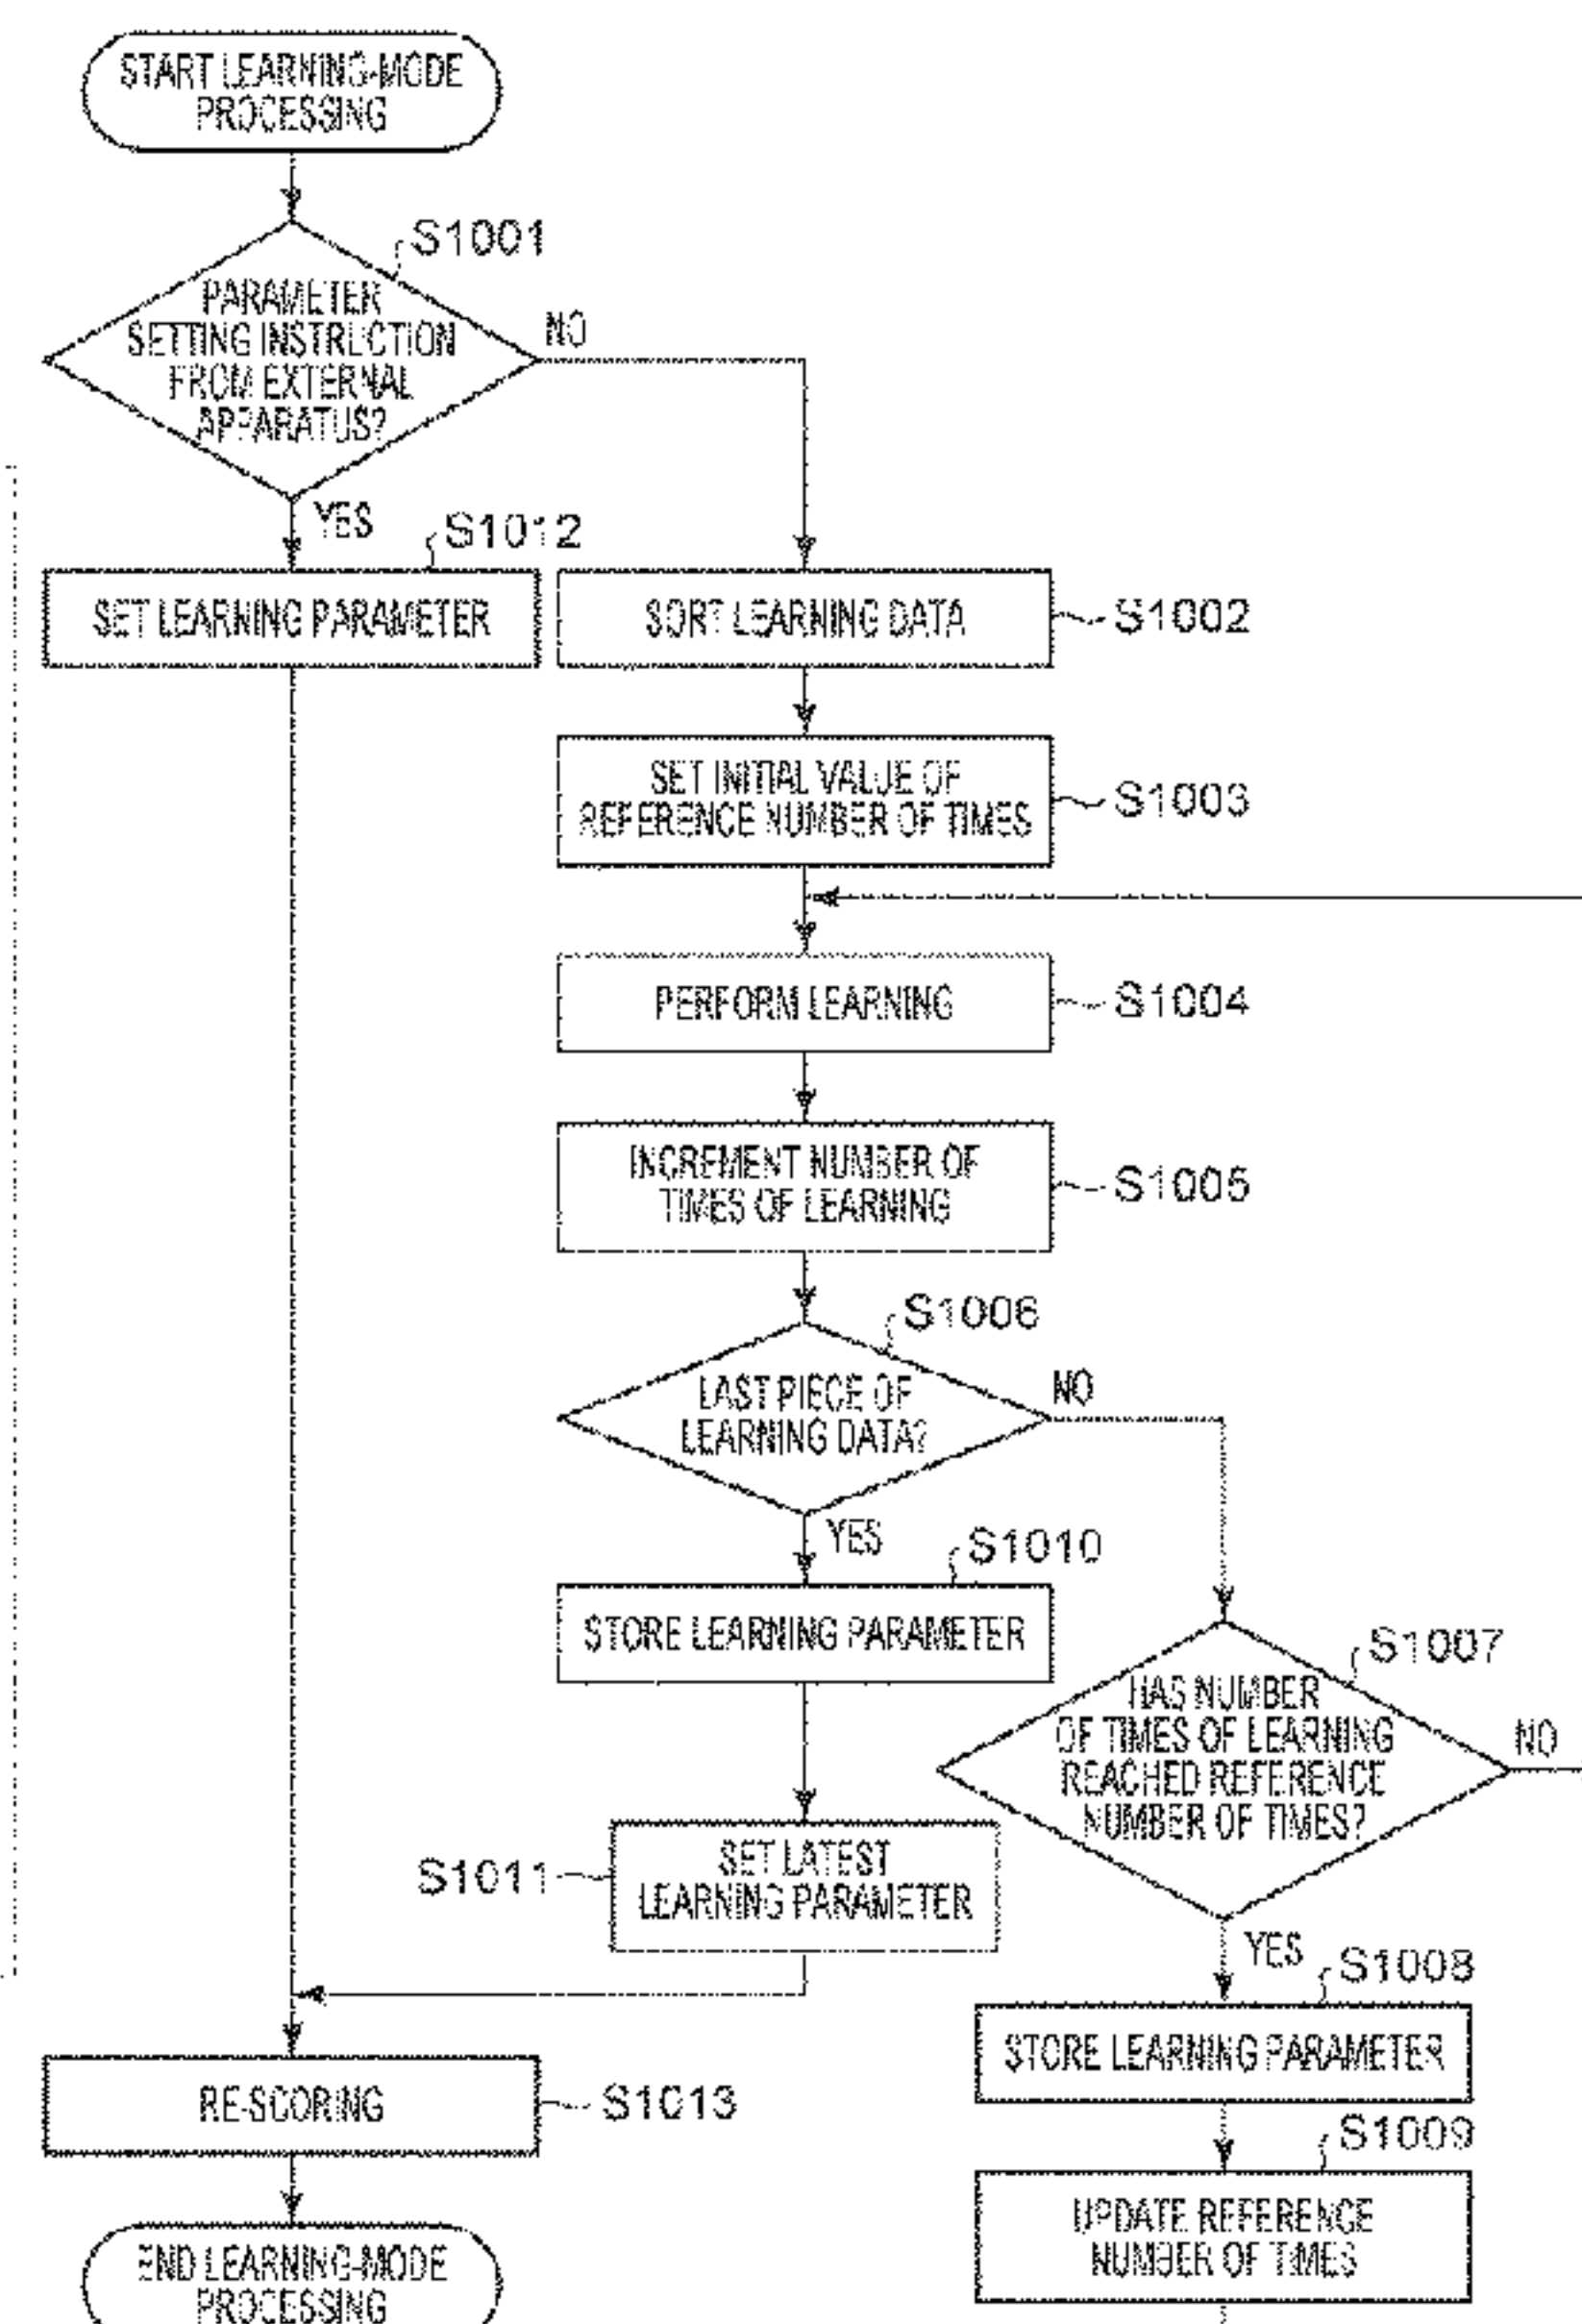 START LEARNING-MODE
PROCESSING
S1001
PARAMETER
SETTING INSTRUCTION
FROM EXTERNAL
APPARATUS?
NO
YES
S1012
SET LEARNING PARAMETER
SORT LEARNING DATA
S1002
SET INITIAL VALUE OF
REFERENCE NUMBER OF TIMES
S1003
PERFORM LEARNING
S1004
INCREMENT NUMBER OF
TIMES OF LEARNING
S1005
S1006
LAST PIECE OF
LEARNING DATA?
NO
YES
S1010
STORE LEARNING PARAMETER
S1007
HAS NUMBER
OF TIMES OF LEARNING
REACHED REFERENCE
NUMBER OF TIMES?
NO
S1011
SET LATEST
LEARNING PARAMETER
YES
S1008
STORE LEARNING PARAMETER
RE-SCORING
S1013
S1009
UPDATE REFERENCE
NUMBER OF TIMES
END LEARNING-MODE
PROCESSING